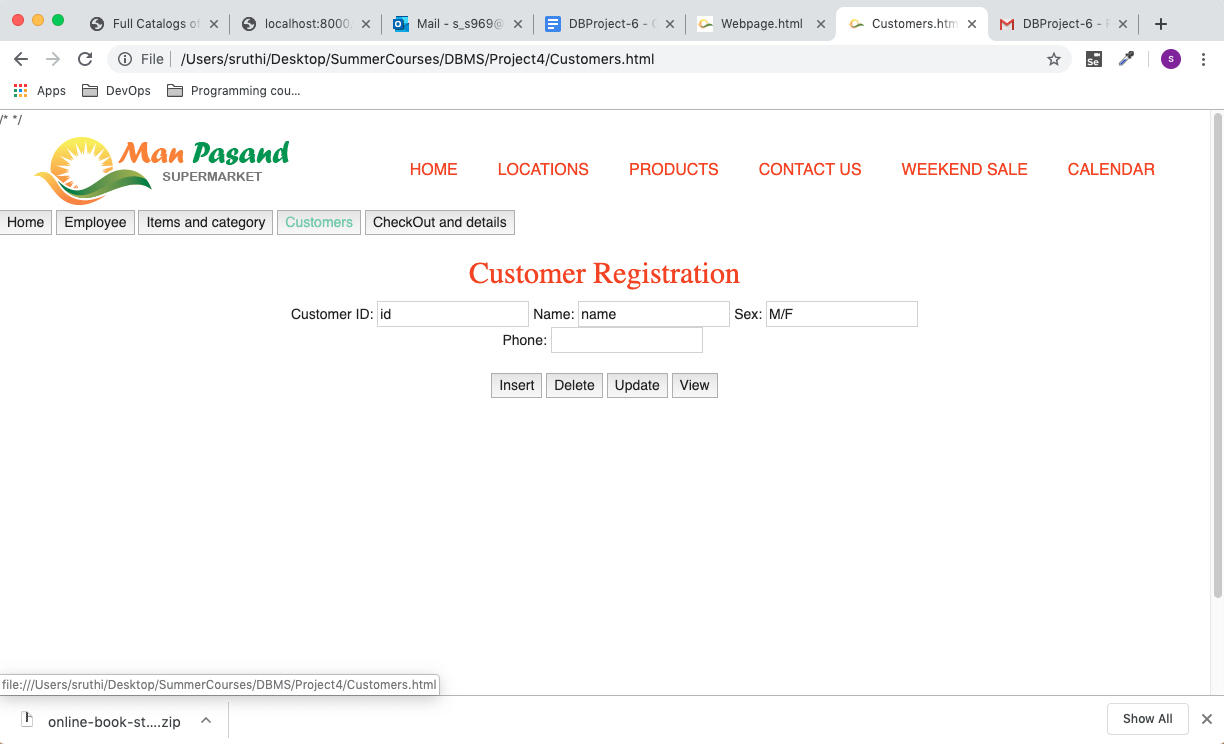 Full Catalogs of
localhost:8000
Mail - s_s969@
DBProject-6 -
Webpage.html
Customers.htm
DBProject-6 -
File /Users/sruthi/Desktop/SummerCourses/DBMS/Project4/Customers.html
Se
s
Apps DevOps Programming cou...
/* */
Man Pasand
SUPERMARKET
HOME LOCATIONS PRODUCTS CONTACT US WEEKEND SALE CALENDAR
Home Employee Items and category Customers CheckOut and details
Customer Registration
Customer ID: id Name: name Sex: M/F
Phone:
Insert Delete Update View
file:///Users/sruthi/Desktop/SummerCourses/DBMS/Project4/Customers.html
online-book-st....zip
Show All